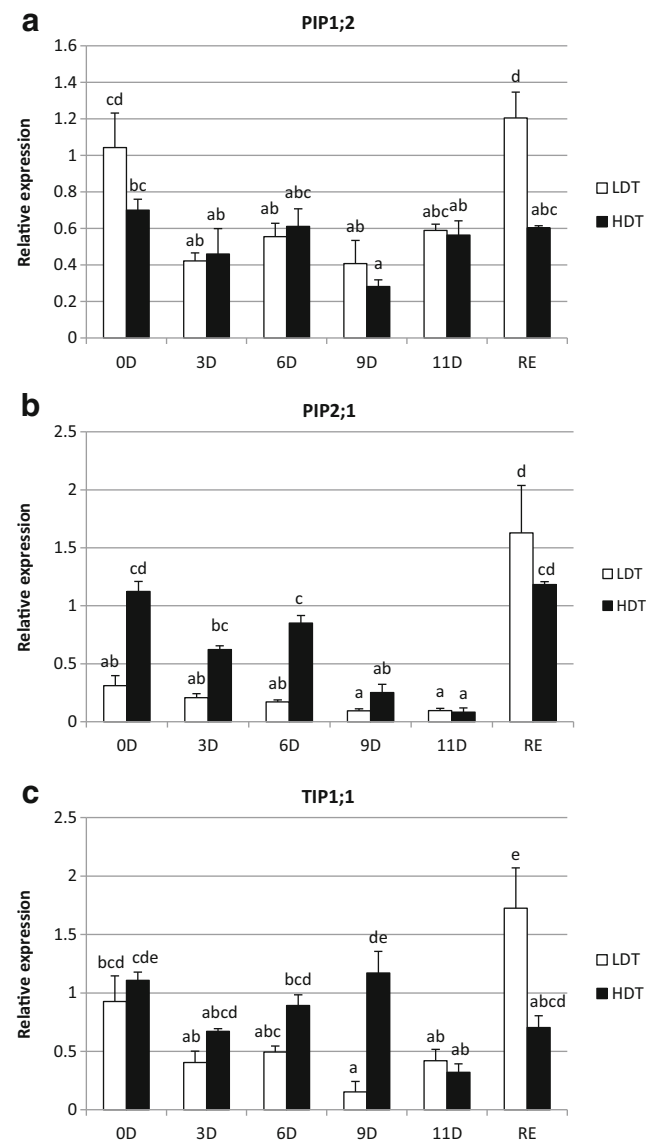 a
PIP1;2
1.6
1.4
1.2
1
0.8
0.6
0.4
0.2
0
Relative expression
cd
bc
ab
ab
ab
abc
ab
a
abc
ab
d
abc
0D 3D 6D 9D 11D RE
LDT
HDT
b
PIP2;1
2.5
2
1.5
1
0.5
0
Relative expression
ab
cd
ab
bc
ab
c
a
ab
a
a
d
cd
0D 3D 6D 9D 11D RE
LDT
HDT
c
TIP1;1
2.5
2
1.5
1
0.5
0
Relative expression
bcd
cde
ab
abcd
abc
bcd
a
de
ab
ab
e
abcd
0D 3D 6D 9D 11D RE
LDT
HDT